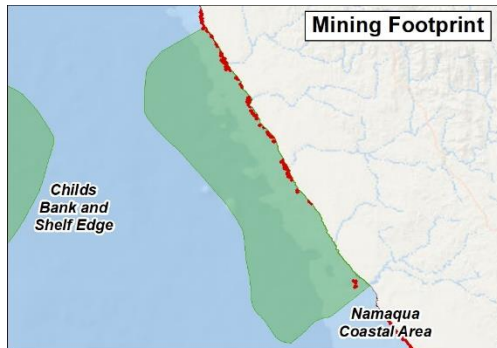 Mining Footprint
Childs
Bank and
Shelf Edge
Namaqua
Coastal Area